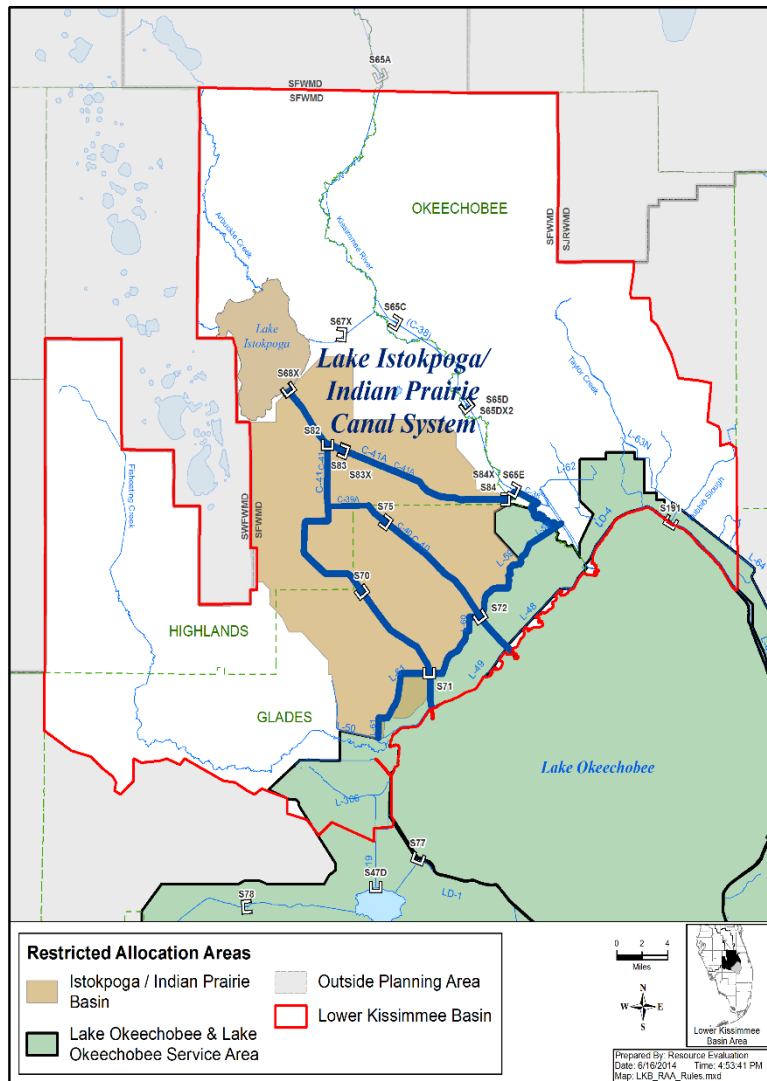 S65A
SFWMD
SFWMD
OKEECHOBEE
SFWMD
SJRWMD
Arbuckle Creek
Kissimmee River
Lake
Istokpoga
S67X
S65C
(C-38)
Taylor Creek
Lake Istokpoga/
Indian Prairie
Canal System
S68X
S65D
S65DX2
S82
C-41
C-41
S83
S83X
C-41A
C-41A
S84X
S84
S65E
L-62
L-63N
LD-4
S191
L-64
C-39A
S75
C-40
C-40
L-59
Fisheating Creek
SWFWMD
SFWMD
S70
S72
L-48
L-60
L-49
HIGHLANDS
S71
L-61
L-61
GLADES
L-50
Lake Okeechobee
S77
S47D
S78
LD-1
Restricted Allocation Areas
Istokpoga / Indian Prairie
Basin
Lake Okeechobee & Lake
Okeechobee Service Area
Outside Planning Area
Lower Kissimmee Basin
0 2 4
Miles
N
W E
S
Lower Kissimmee
Basin Area
Prepared By: Resource Evaluation
Date: 6/16/2014 Time: 4:53:41 PM
Map: LKB_RAA_Rules.mxd